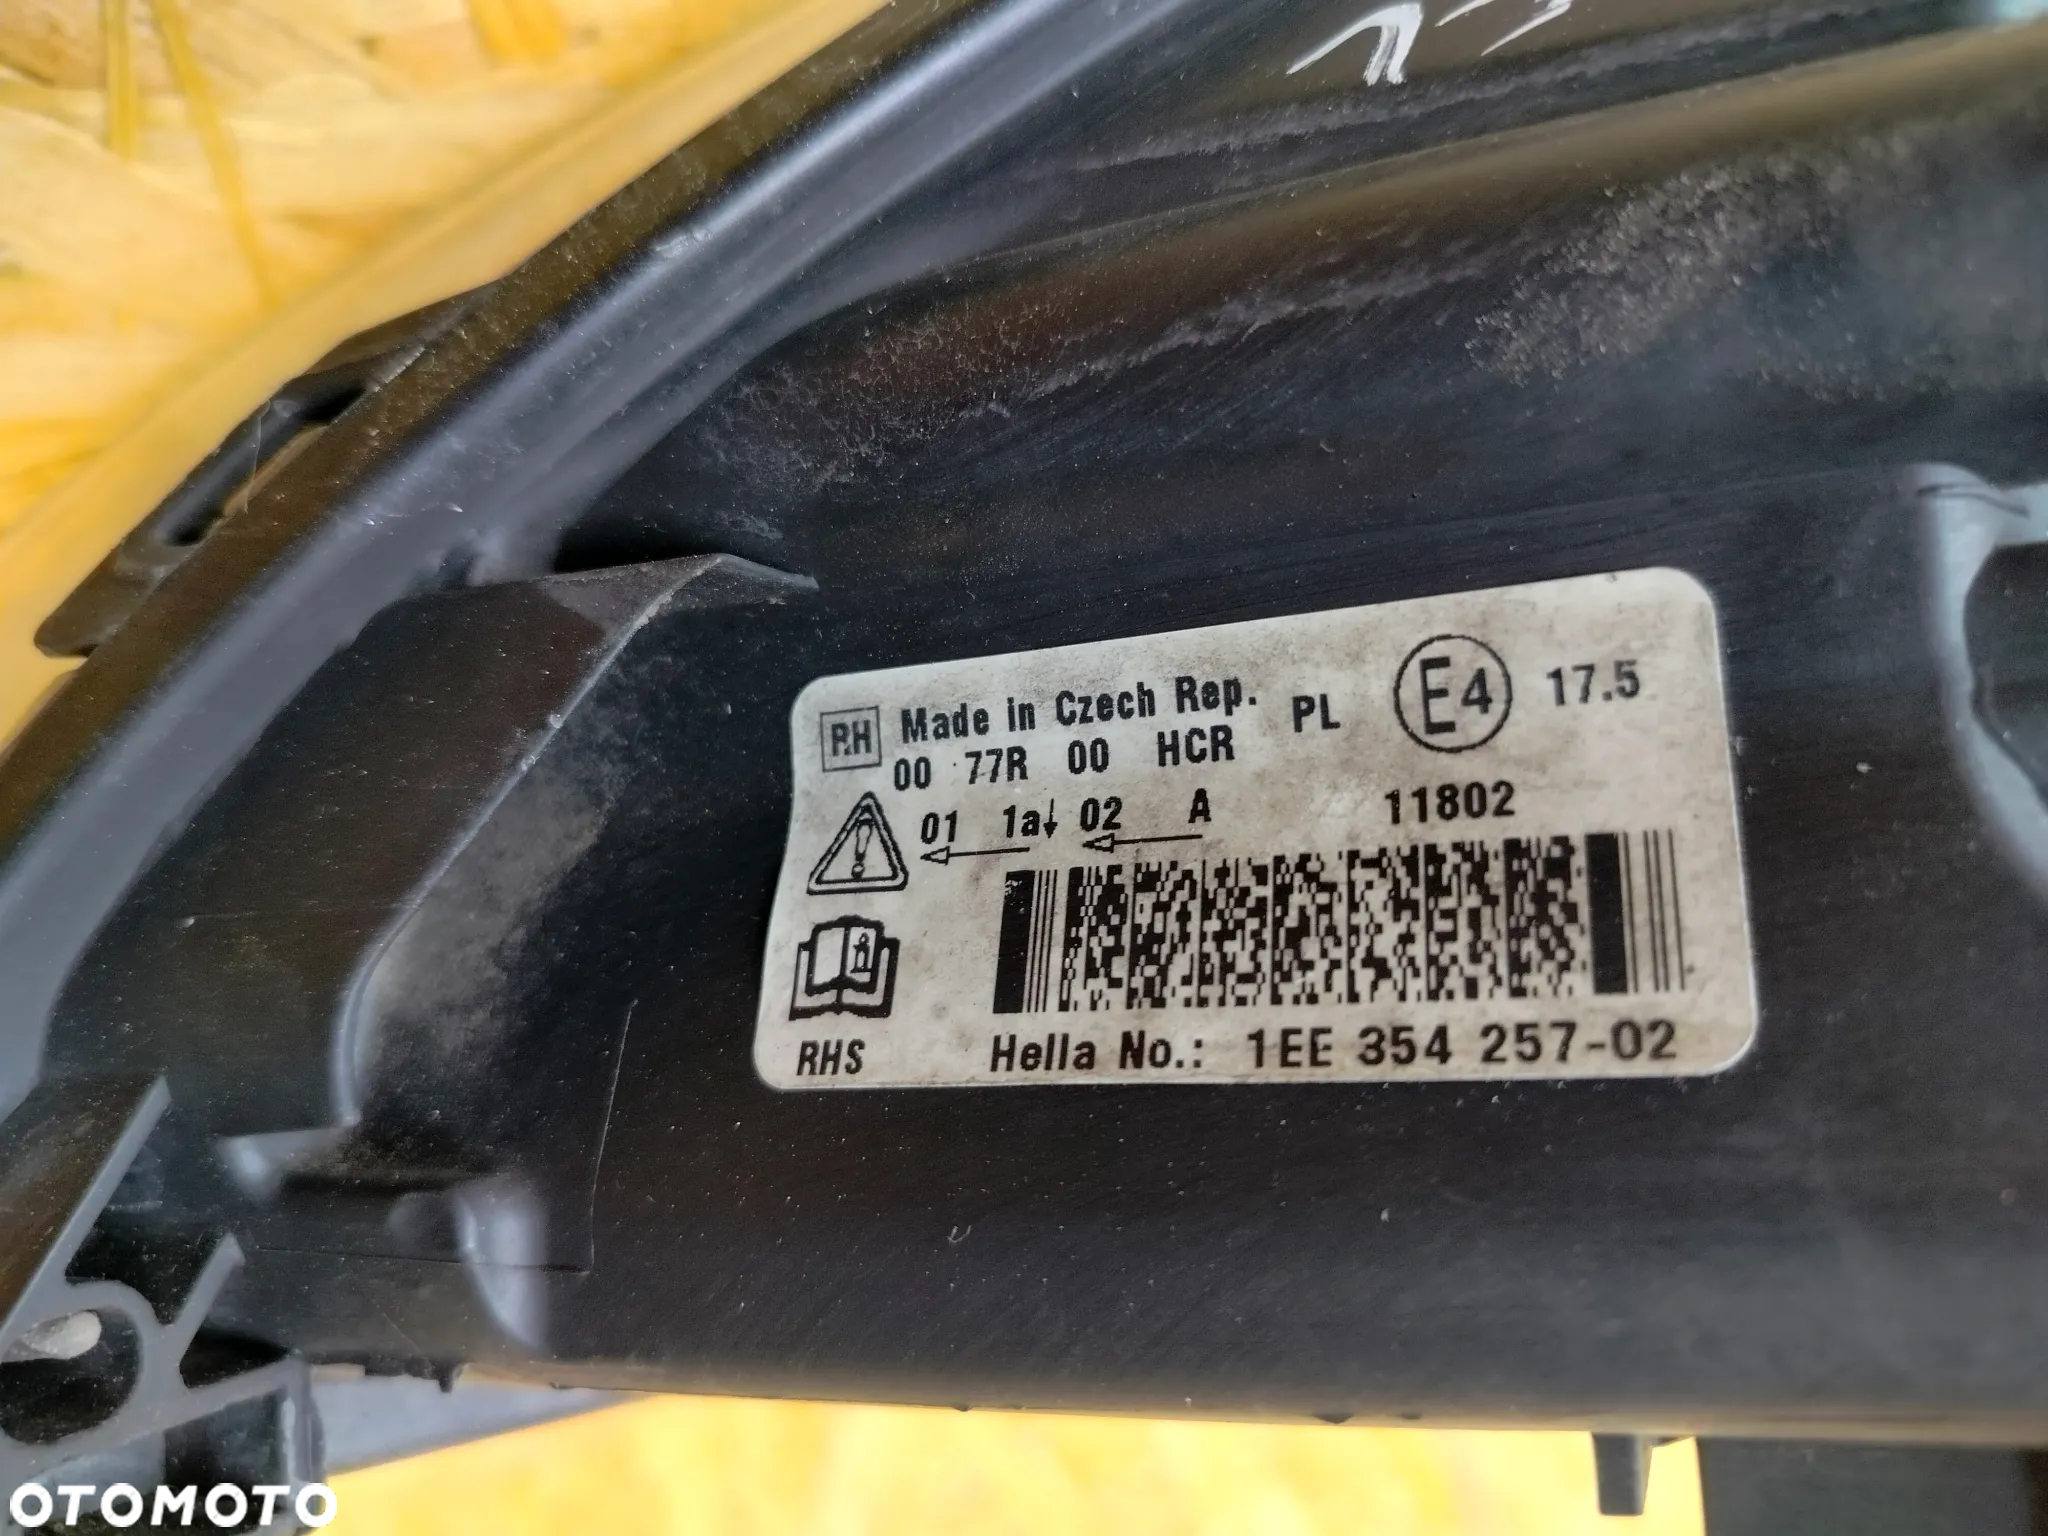 RH Made in Czech Rep. PL E4 17.5
00 77R 00 HCR
01 1a↓ 02 A 11802
RHS Hella No.: 1EE 354 257-02
OTOMOTO